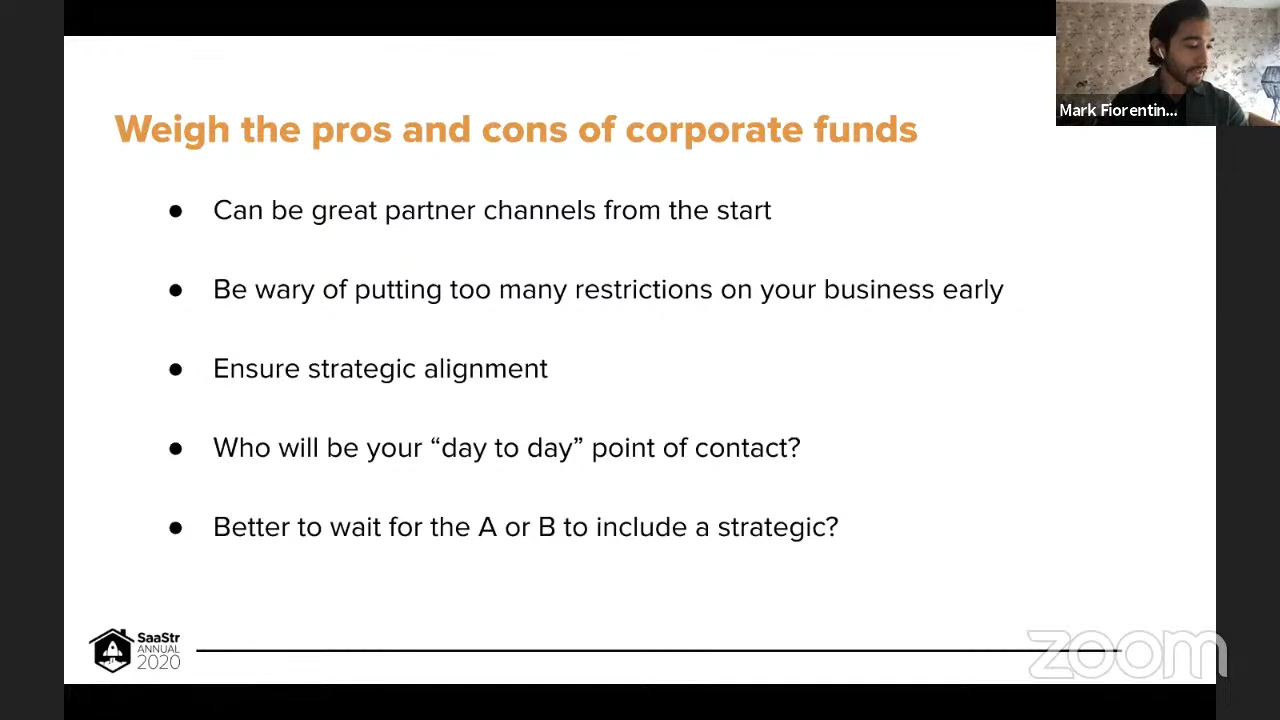 Mark Fiorentin...
Weigh the pros and cons of corporate funds
● Can be great partner channels from the start
● Be wary of putting too many restrictions on your business early
● Ensure strategic alignment
● Who will be your “day to day” point of contact?
● Better to wait for the A or B to include a strategic?
SaaStr
ANNUAL
2020
zoom